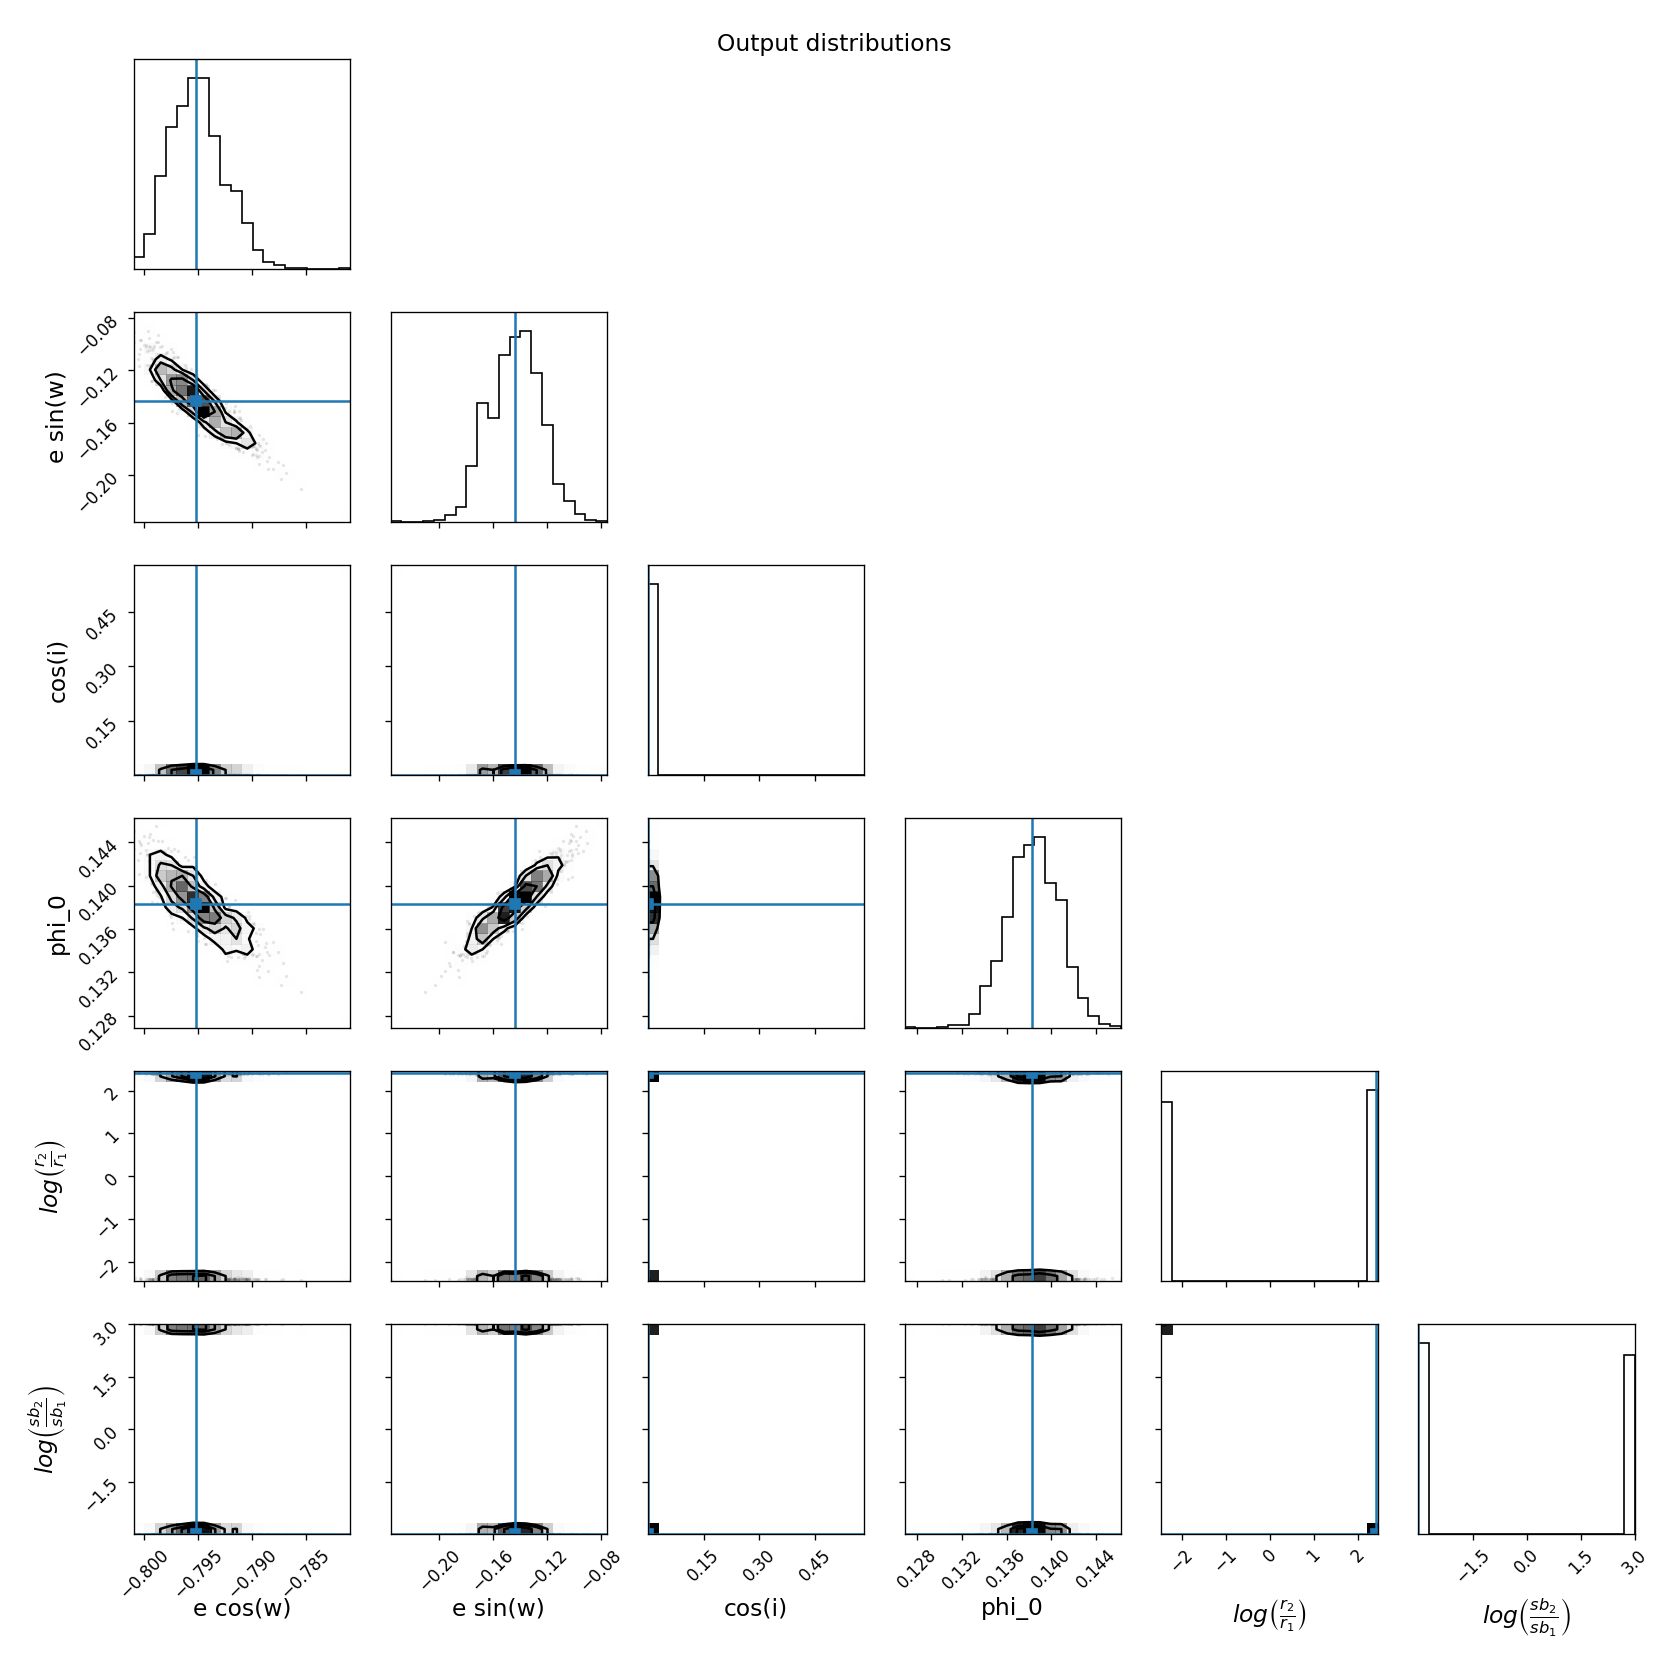 Output distributions
e sin(w)
−0.08
−0.12
−0.16
−0.20
cos(i)
0.45
0.30
0.15
phi_0
0.144
0.140
0.136
0.132
0.128
log(r₂/r₁)
2
1
0
−1
−2
log(sb₂/sb₁)
3.0
1.5
0.0
−1.5
−0.800 −0.795 −0.790 −0.785 −0.20 −0.16 −0.12 −0.08 0.15 0.30 0.45 0.128 0.132 0.136 0.140 0.144 −2 −1 0 1 2 −1.5 0.0 1.5 3.0
e cos(w) e sin(w) cos(i) phi_0 log(r₂/r₁) log(sb₂/sb₁)